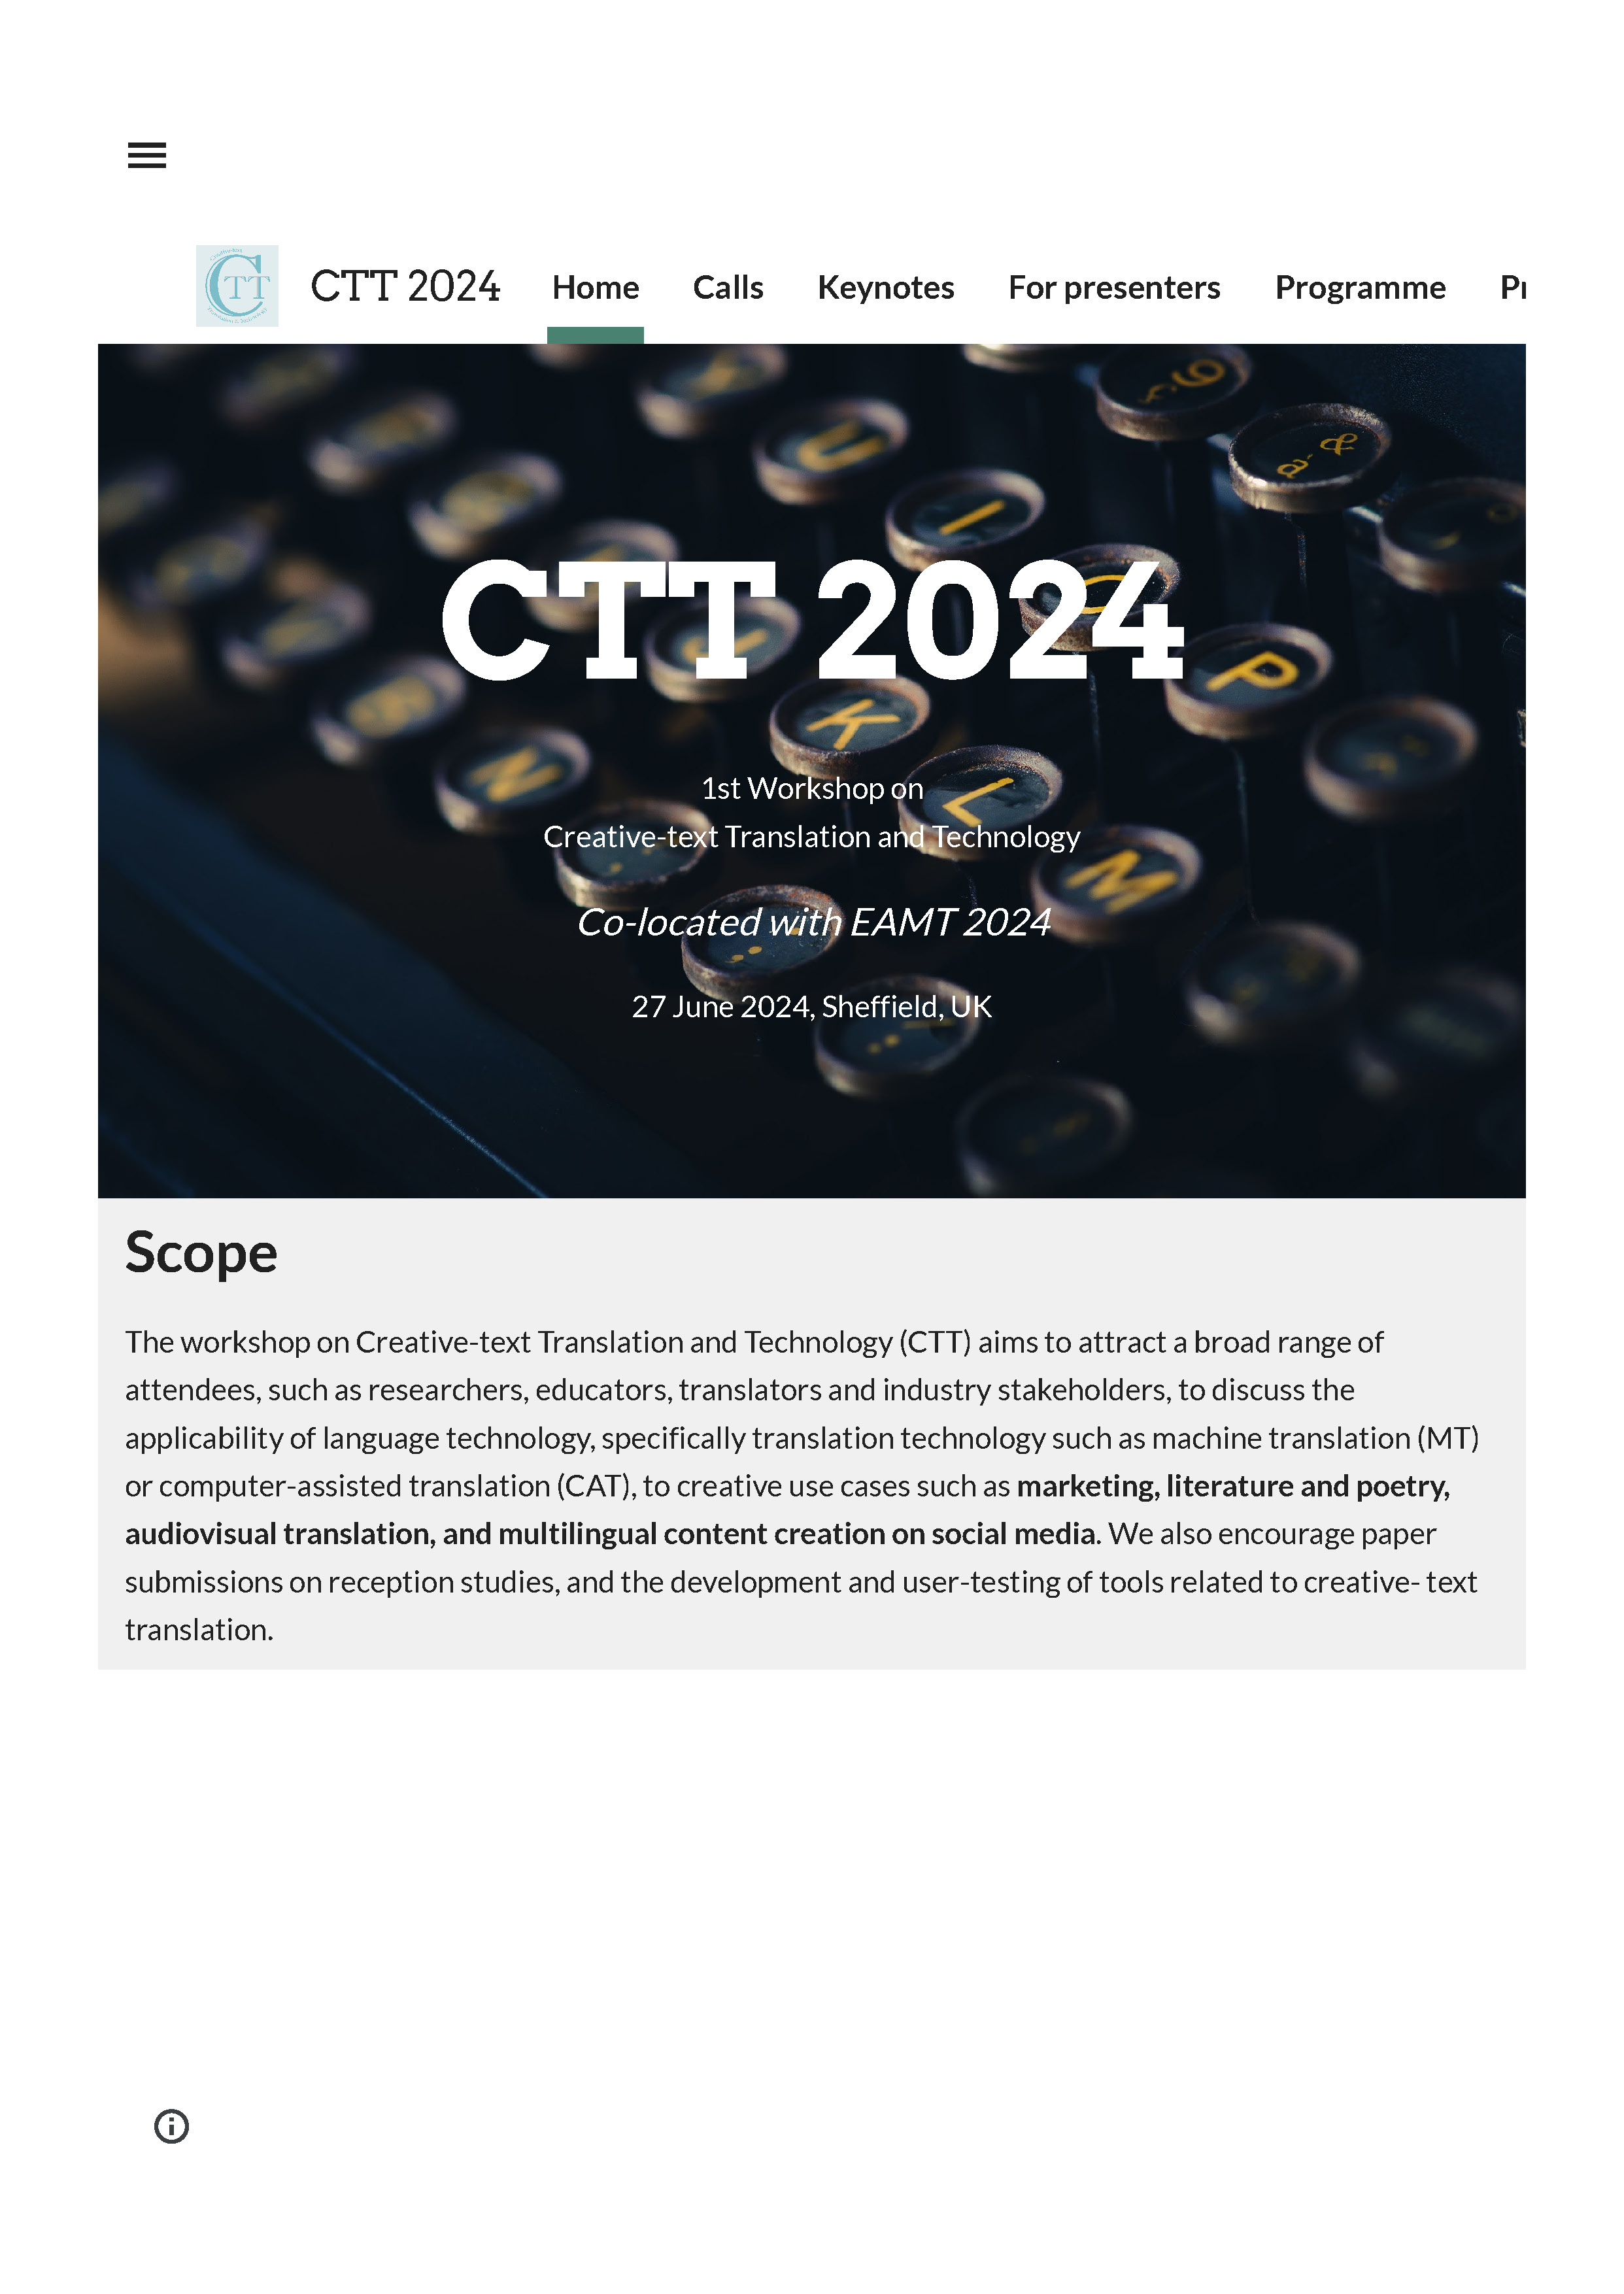 CTT
CTT 2024
Home
Calls
Keynotes
For presenters
Programme
CTT 2024
1st Workshop on
Creative-text Translation and Technology
Co-located with EAMT 2024
27 June 2024, Sheffield, UK
U
I
P
K
L
N
M
Scope
The workshop on Creative-text Translation and Technology (CTT) aims to attract a broad range of
attendees, such as researchers, educators, translators and industry stakeholders, to discuss the
applicability of language technology, specifically translation technology such as machine translation (MT)
or computer-assisted translation (CAT), to creative use cases such as marketing, literature and poetry,
audiovisual translation, and multilingual content creation on social media. We also encourage paper
submissions on reception studies, and the development and user-testing of tools related to creative- text
translation.